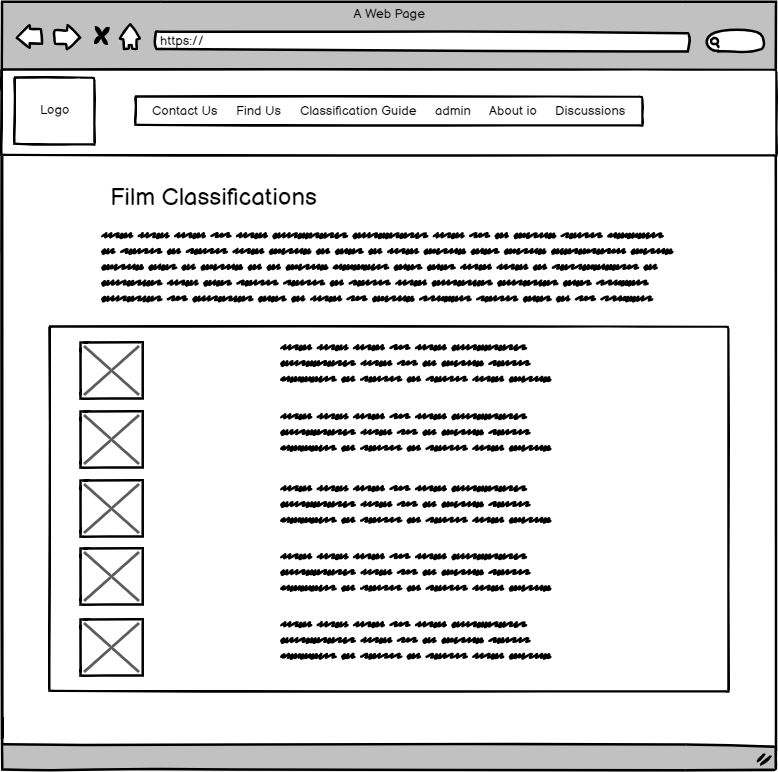 A Web Page
https://
Logo
Contact Us Find Us Classification Guide admin About io Discussions
Film Classifications